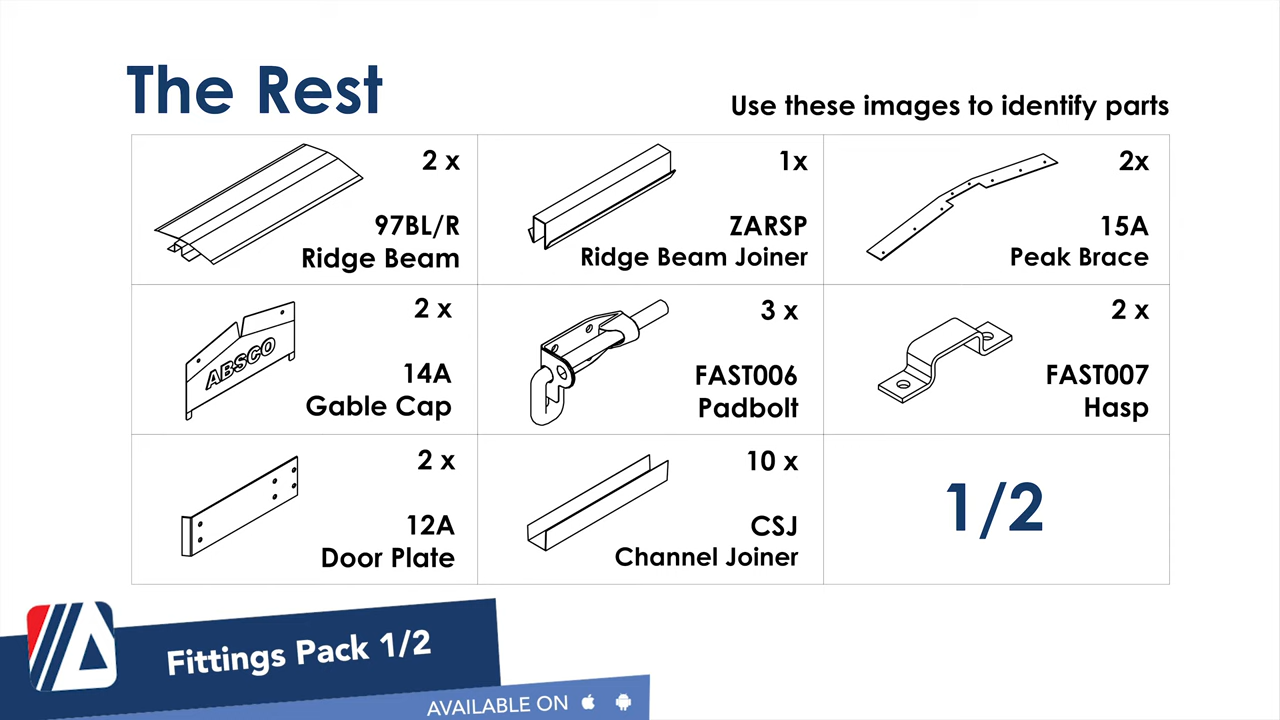 The Rest
Use these images to identify parts
2 x
97BL/R
Ridge Beam
1x
ZARSP
Ridge Beam Joiner
2x
15A
Peak Brace
2 x
ABSCO
14A
Gable Cap
3 x
FAST006
Padbolt
2 x
FAST007
Hasp
2 x
12A
Door Plate
10 x
CSJ
Channel Joiner
1/2
Fittings Pack 1/2
AVAILABLE ON